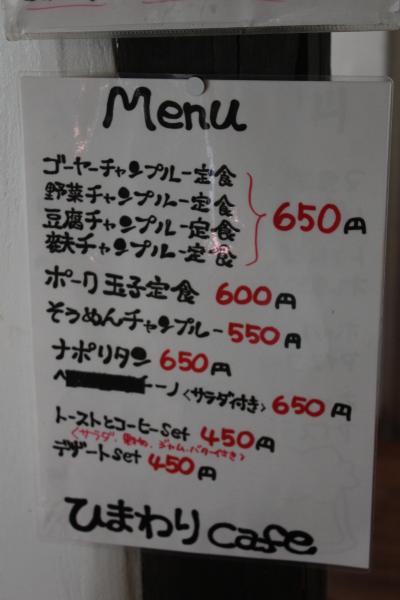 Menu
ゴーヤーチャンプルー定食
野菜チャンプルー定食
豆腐チャンプルー定食
麩チャンプルー定食
650円
ポーク玉子定食 600円
そうめんチャンプルー 550円
ナポリタン 650円
ペ ーノ〈サラダ付き〉 650円
トーストとコーヒーset 450円
〈サラダ、 ジャム、バター付き〉
デザートset 450円
ひまわり cafe